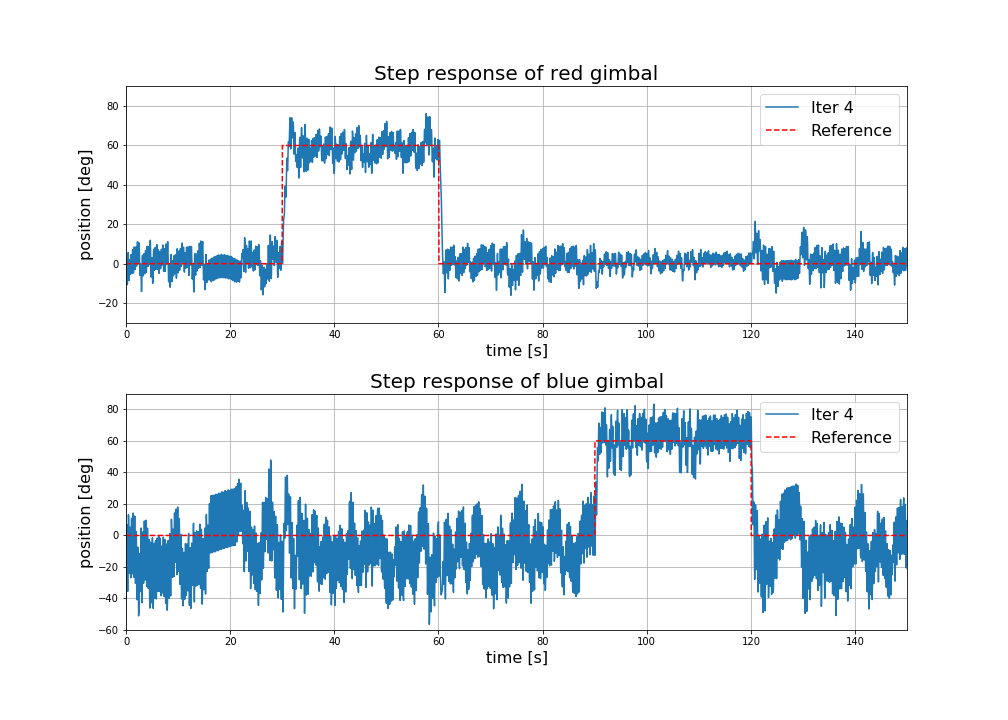 Step response of red gimbal
position [deg]
80
60
40
20
0
−20
Iter 4
Reference
0 20 40 60 80 100 120 140
time [s]
Step response of blue gimbal
position [deg]
80
60
40
20
0
−20
−40
−60
Iter 4
Reference
0 20 40 60 80 100 120 140
time [s]